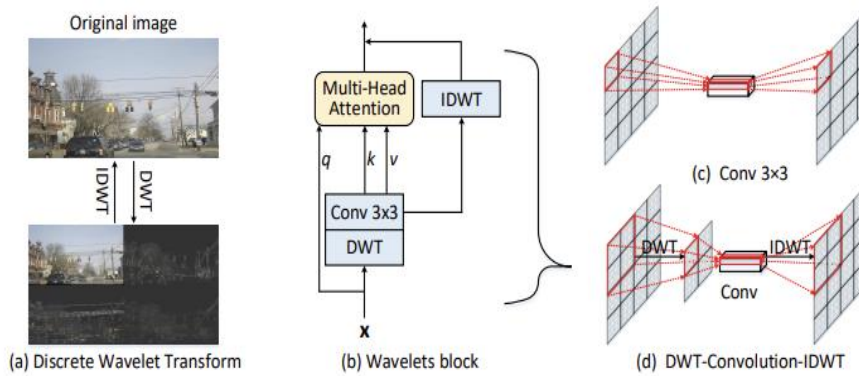 Original image
IDWT
DWT
(a) Discrete Wavelet Transform
Multi-Head
Attention
IDWT
q
k
v
Conv 3x3
DWT
x
(b) Wavelets block
(c) Conv 3×3
DWT
IDWT
Conv
(d) DWT-Convolution-IDWT